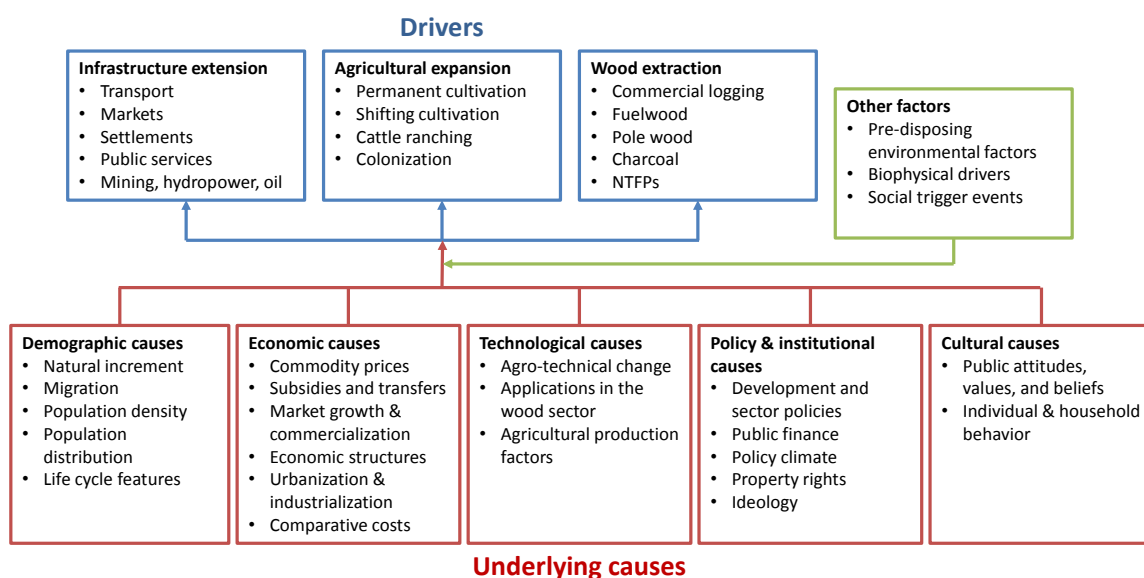 Drivers
Infrastructure extension
• Transport
• Markets
• Settlements
• Public services
• Mining, hydropower, oil
Agricultural expansion
• Permanent cultivation
• Shifting cultivation
• Cattle ranching
• Colonization
Wood extraction
• Commercial logging
• Fuelwood
• Pole wood
• Charcoal
• NTFPs
Other factors
• Pre-disposing
environmental factors
• Biophysical drivers
• Social trigger events
Demographic causes
• Natural increment
• Migration
• Population density
• Population
distribution
• Life cycle features
Economic causes
• Commodity prices
• Subsidies and transfers
• Market growth &
commercialization
• Economic structures
• Urbanization &
industrialization
• Comparative costs
Technological causes
• Agro-technical change
• Applications in the
wood sector
• Agricultural production
factors
Policy & institutional
causes
• Development and
sector policies
• Public finance
• Policy climate
• Property rights
• Ideology
Cultural causes
• Public attitudes,
values, and beliefs
• Individual & household
behavior
Underlying causes